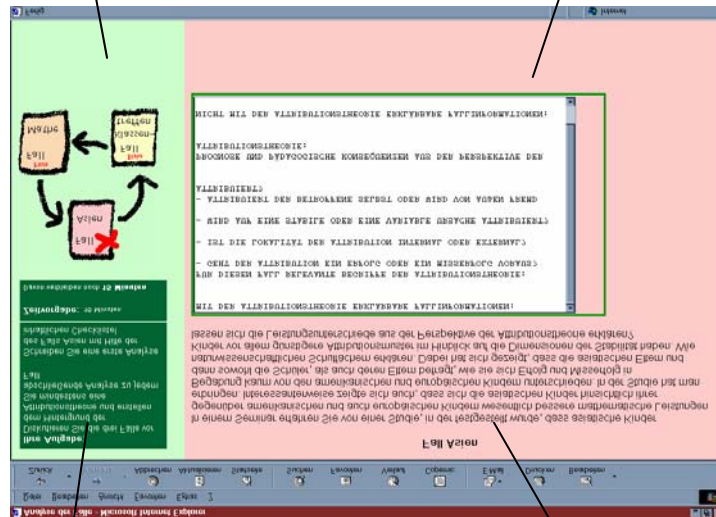 Analyse der Fälle - Microsoft Internet Explorer
Datei Bearbeiten Ansicht Favoriten Extras ?
Zurück Abbrechen Aktualisieren Startseite Suchen Favoriten Verlauf Copernic E-Mail Drucken Bearbeiten
Ihre Aufgabe:
Diskutieren Sie die drei Fälle vor
dem Hintergrund der
Attributionstheorie und erstellen
Sie mindestens eine
abschließende Analyse zu jedem
Fall
Schreiben Sie eine erste Analyse
des Falls Asien mit Hilfe der
inhaltlichen Checkliste!
Zeitvorgabe: Minuten
Davon verbleiben noch 15 Minuten
Fall
Asien
Fall
Mathe
Fall
Klassen-
treffen
Fall Asien
In einem Seminar erfahren Sie von einer Studie, in der festgestellt wurde, dass asiatische Kinder
gegenüber amerikanischen und auch europäischen Kindern wesentlich bessere mathematische Leistungen
erbringen. Interessanterweise zeigte sich auch, dass sich die asiatischen Kinder hinsichtlich ihrer
Begabung kaum von den amerikanischen und europäischen Kindern unterschieden. In der Studie hat man
dann sowohl die Schüler, als auch deren Eltern befragt, wie sie sich Erfolg und Misserfolg in
naturwissenschaftlichen Schulfächern erklären. Dabei hat sich gezeigt, dass die asiatischen Eltern und
Kinder vor allem günstigere Attributionsmuster im Hinblick auf die Dimensionen der Stabilität haben. Wie
lassen sich die Leistungsunterschiede aus der Perspektive der Attributionstheorie erklären?
MIT DER ATTRIBUTIONSTHEORIE ERKLÄRBARE FALLINFORMATIONEN:
FÜR DIESEN FALL RELEVANTE BEGRIFFE DER ATTRIBUTIONSTHEORIE:
- GEHT DER ATTRIBUTION EIN ERFOLG ODER EIN MISSERFOLG VORAUS?
- IST DIE LOKALITÄT DER ATTRIBUTION INTERNAL ODER EXTERNAL?
- WIRD AUF EINE STABILE ODER EINE VARIABLE URSACHE ATTRIBUIERT?
- ATTRIBUIERT DER BETROFFENE SELBST ODER WIRD VON AUßEN FREMD
ATTRIBUIERT?
PROGNOSE UND PÄDAGOGISCHE KONSEQUENZEN AUS DER PERSPEKTIVE DER
ATTRIBUTIONSTHEORIE:
NICHT MIT DER ATTRIBUTIONSTHEORIE ERKLÄRBARE FALLINFORMATIONEN:
Fertig
Internet